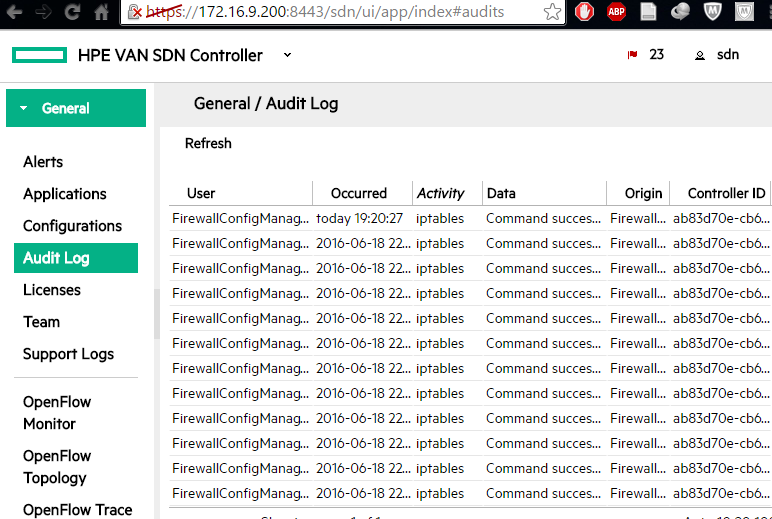 https://172.16.9.200:8443/sdn/ui/app/index#audits
ABP
HPE VAN SDN Controller
23
sdn
General
General / Audit Log
Refresh
Alerts
Applications
Configurations
Audit Log
Licenses
Team
Support Logs
OpenFlow
Monitor
OpenFlow
Topology
OpenFlow Trace
User Occurred Activity Data Origin Controller ID
FirewallConfigManag... today 19:20:27 iptables Command succes... Firewall... ab83d70e-cb6...
FirewallConfigManag... 2016-06-18 22... iptables Command succes... Firewall... ab83d70e-cb6...
FirewallConfigManag... 2016-06-18 22... iptables Command succes... Firewall... ab83d70e-cb6...
FirewallConfigManag... 2016-06-18 22... iptables Command succes... Firewall... ab83d70e-cb6...
FirewallConfigManag... 2016-06-18 22... iptables Command succes... Firewall... ab83d70e-cb6...
FirewallConfigManag... 2016-06-18 22... iptables Command succes... Firewall... ab83d70e-cb6...
FirewallConfigManag... 2016-06-18 22... iptables Command succes... Firewall... ab83d70e-cb6...
FirewallConfigManag... 2016-06-18 22... iptables Command succes... Firewall... ab83d70e-cb6...
FirewallConfigManag... 2016-06-18 22... iptables Command succes... Firewall... ab83d70e-cb6...
FirewallConfigManag... 2016-06-18 22... iptables Command succes... Firewall... ab83d70e-cb6...
FirewallConfigManag... 2016-06-18 22... iptables Command succes... Firewall... ab83d70e-cb6...
FirewallConfigManag... 2016-06-18 22... iptables Command succes... Firewall... ab83d70e-cb6...